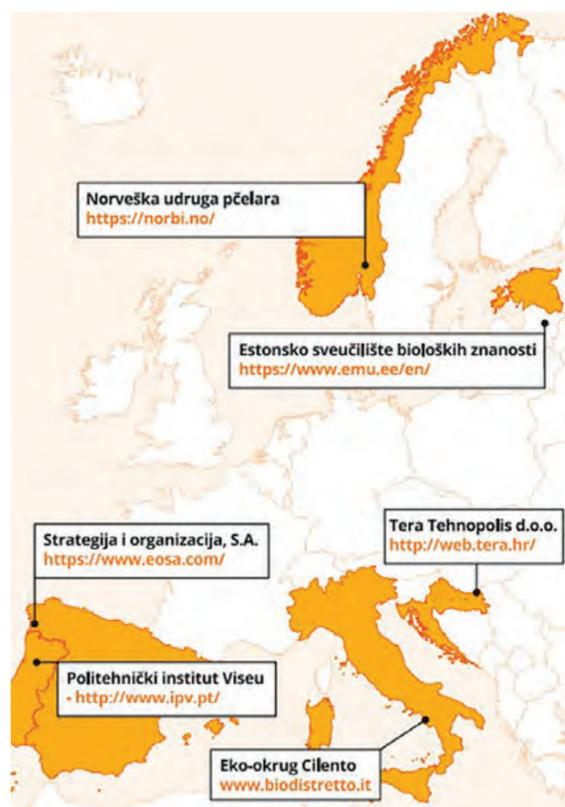 Norveška udruga pčelara
https://norbi.no/
Estonsko sveučilište bioloških znanosti
https://www.emu.ee/en/
Tera Tehnopolis d.o.o.
http://web.tera.hr/
Strategija i organizacija, S.A.
https://www.eosa.com/
Politehnički institut Viseu
- http://www.ipv.pt/
Eko-okrug Cilento
www.biodistretto.it